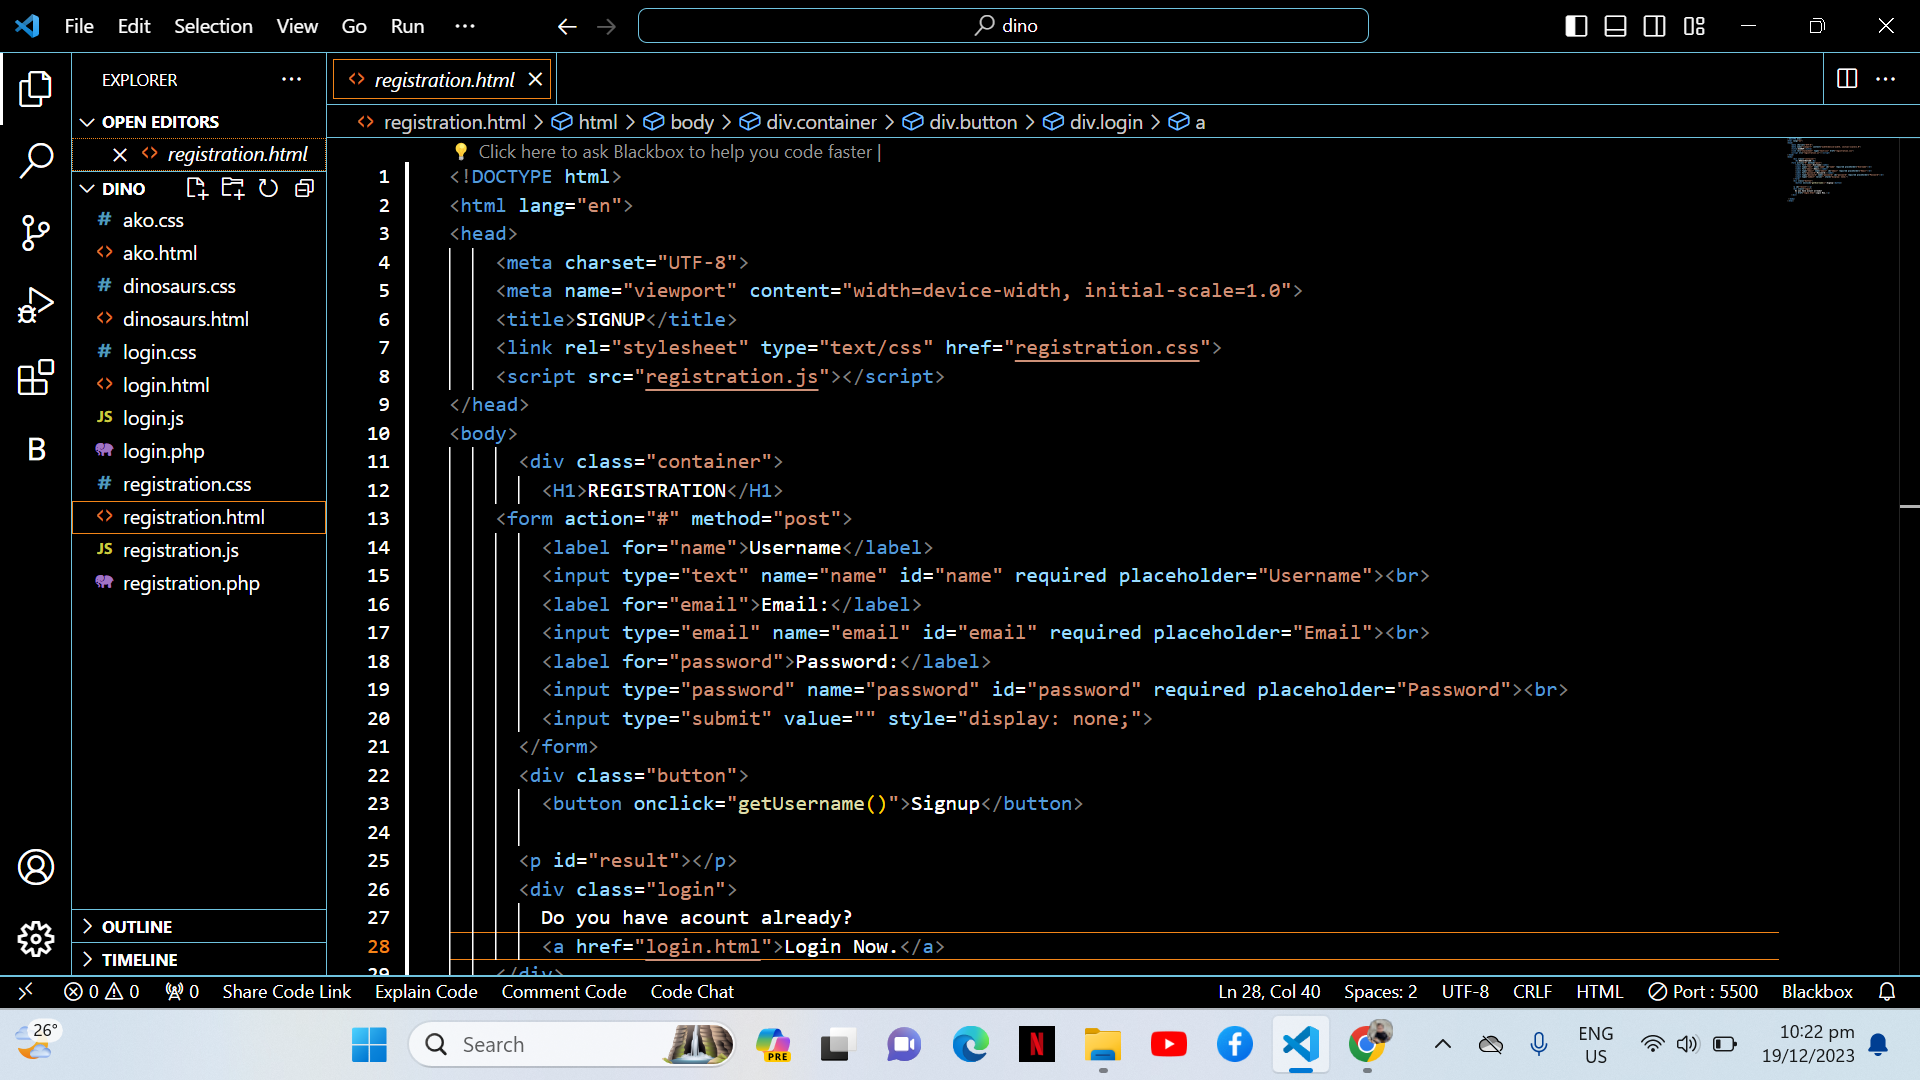 File Edit Selection View Go Run ···
dino
EXPLORER
OPEN EDITORS
registration.html
DINO
ako.css
ako.html
dinosaurs.css
dinosaurs.html
login.css
login.html
JS login.js
login.php
registration.css
registration.html
JS registration.js
registration.php
OUTLINE
TIMELINE
B
registration.html
registration.html > html > body > div.container > div.button > div.login > a
Click here to ask Blackbox to help you code faster |
1 <!DOCTYPE html>
2 <html lang="en">
3 <head>
4 <meta charset="UTF-8">
5 <meta name="viewport" content="width=device-width, initial-scale=1.0">
6 <title>SIGNUP</title>
7 <link rel="stylesheet" type="text/css" href="registration.css">
8 <script src="registration.js"></script>
9 </head>
10 <body>
11 <div class="container">
12 <H1>REGISTRATION</H1>
13 <form action="#" method="post">
14 <label for="name">Username</label>
15 <input type="text" name="name" id="name" required placeholder="Username"><br>
16 <label for="email">Email:</label>
17 <input type="email" name="email" id="email" required placeholder="Email"><br>
18 <label for="password">Password:</label>
19 <input type="password" name="password" id="password" required placeholder="Password"><br>
20 <input type="submit" value="" style="display: none;">
21 </form>
22 <div class="button">
23 <button onclick="getUsername()">Signup</button>
24
25 <p id="result"></p>
26 <div class="login">
27 Do you have acount already?
28 <a href="login.html">Login Now.</a>
29 </div>
0 0 0 Share Code Link Explain Code Comment Code Code Chat
Ln 28, Col 40 Spaces: 2 UTF-8 CRLF HTML Port : 5500 Blackbox
26°
Search
PRE
N
ENG
US
10:22 pm
19/12/2023